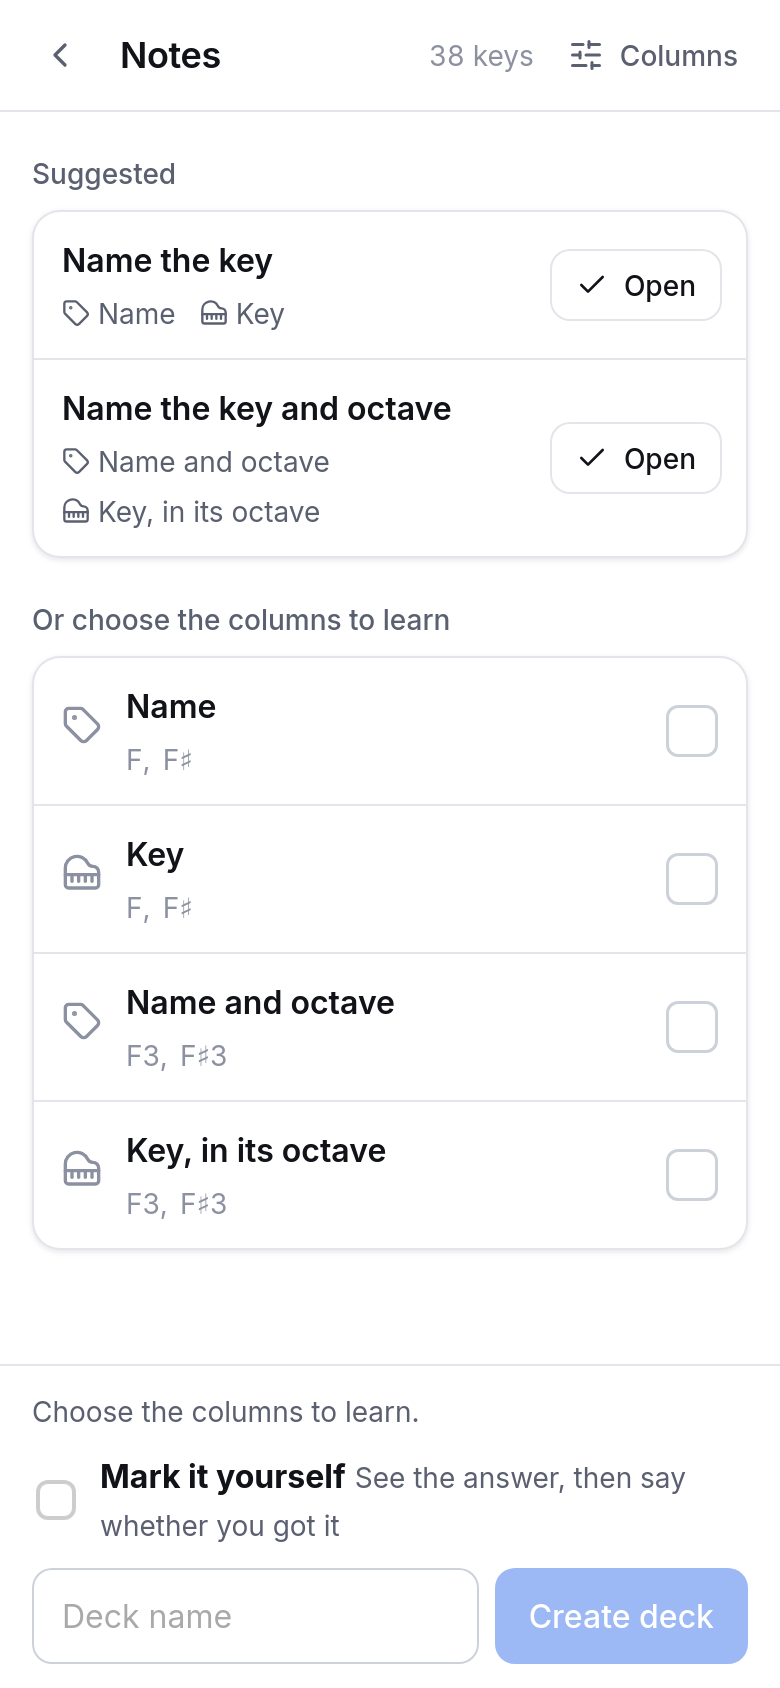 Notes
38 keys
Columns
Suggested
Name the key
Name Key
Open
Name the key and octave
Name and octave
Key, in its octave
Open
Or choose the columns to learn
Name
F, F♯
Key
F, F♯
Name and octave
F3, F♯3
Key, in its octave
F3, F♯3
Choose the columns to learn.
Mark it yourself See the answer, then say
whether you got it
Deck name
Create deck